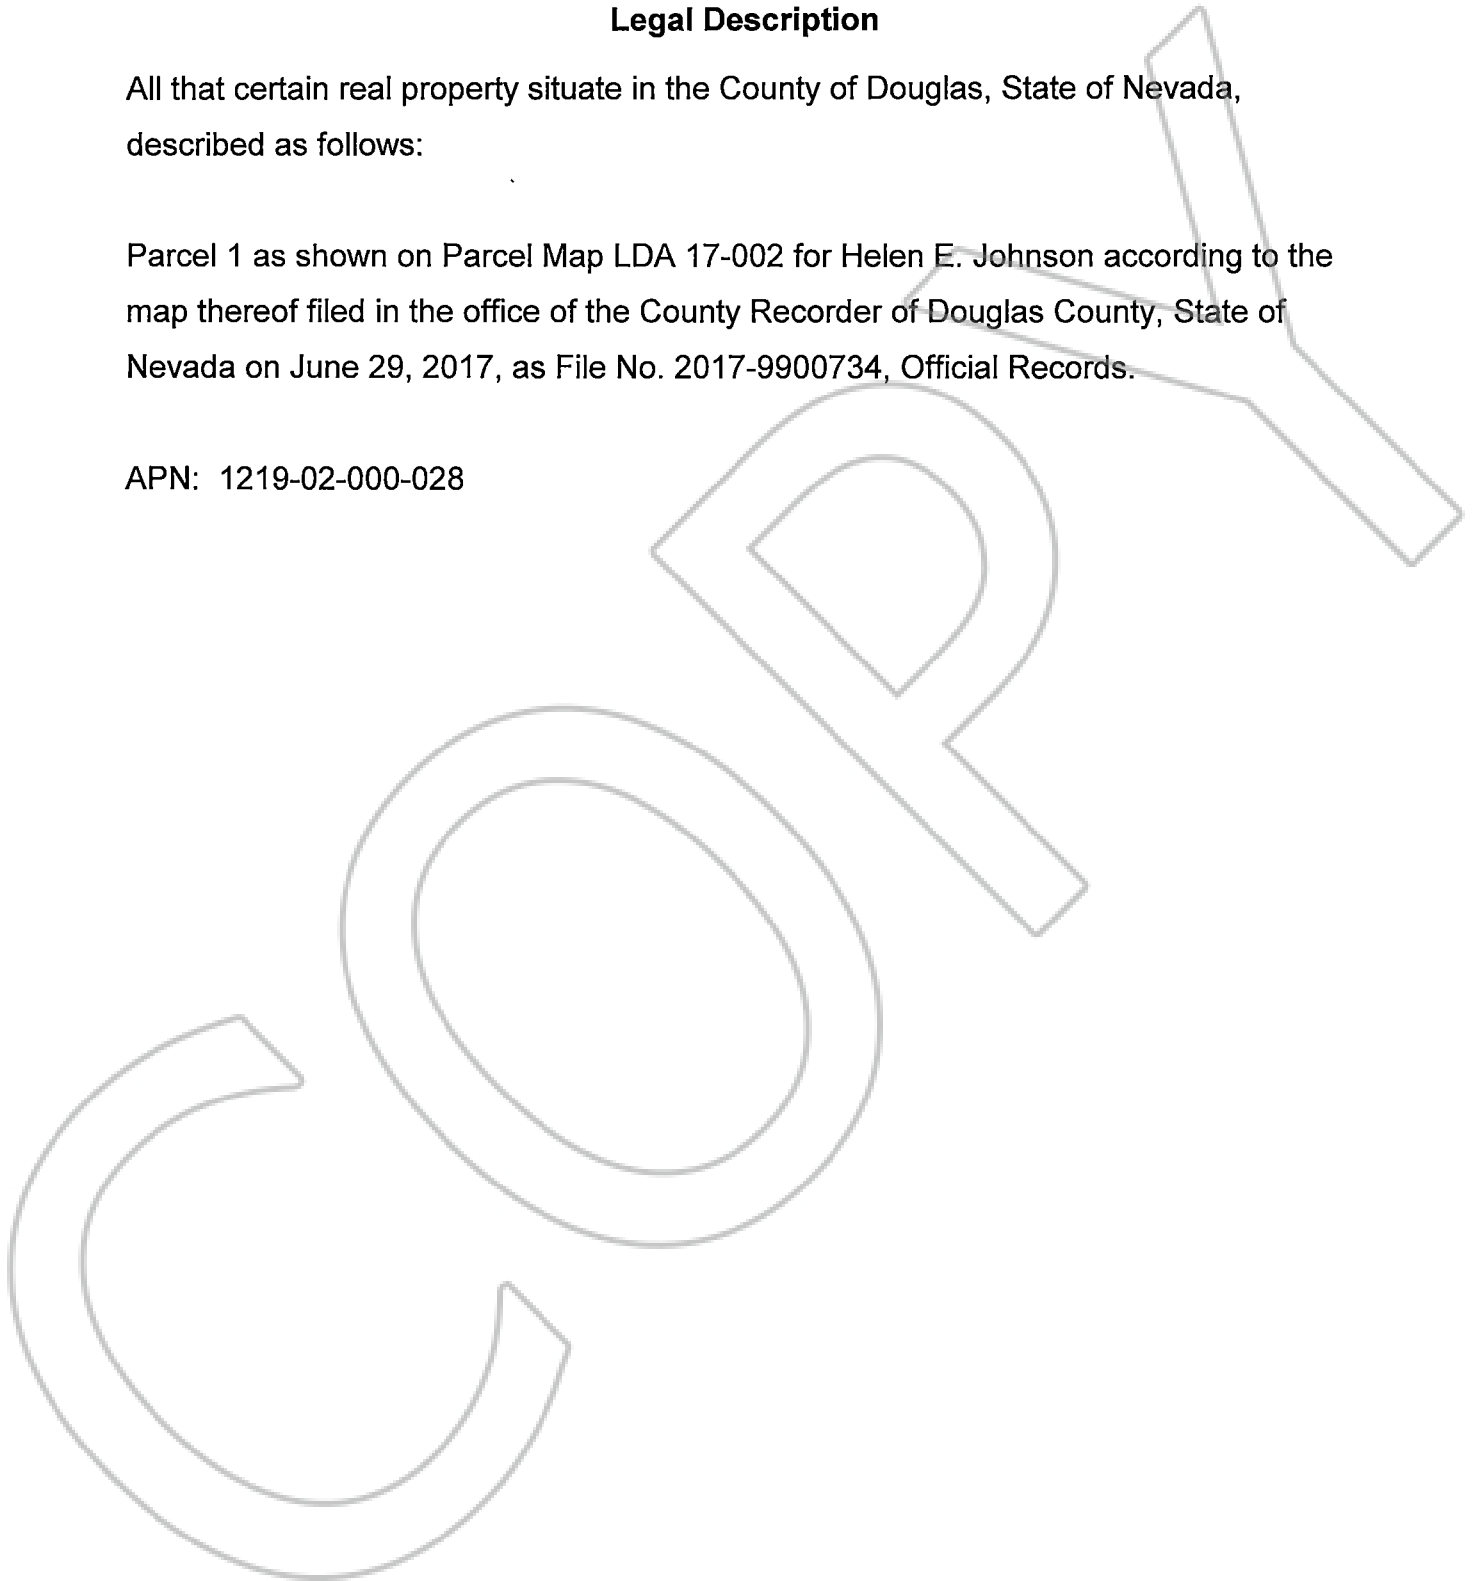 Legal Description
All that certain real property situate in the County of Douglas, State of Nevada,
described as follows:
Parcel 1 as shown on Parcel Map LDA 17-002 for Helen E. Johnson according to the
map thereof filed in the office of the County Recorder of Douglas County, State of
Nevada on June 29, 2017, as File No. 2017-9900734, Official Records.
APN: 1219-02-000-028
COPY